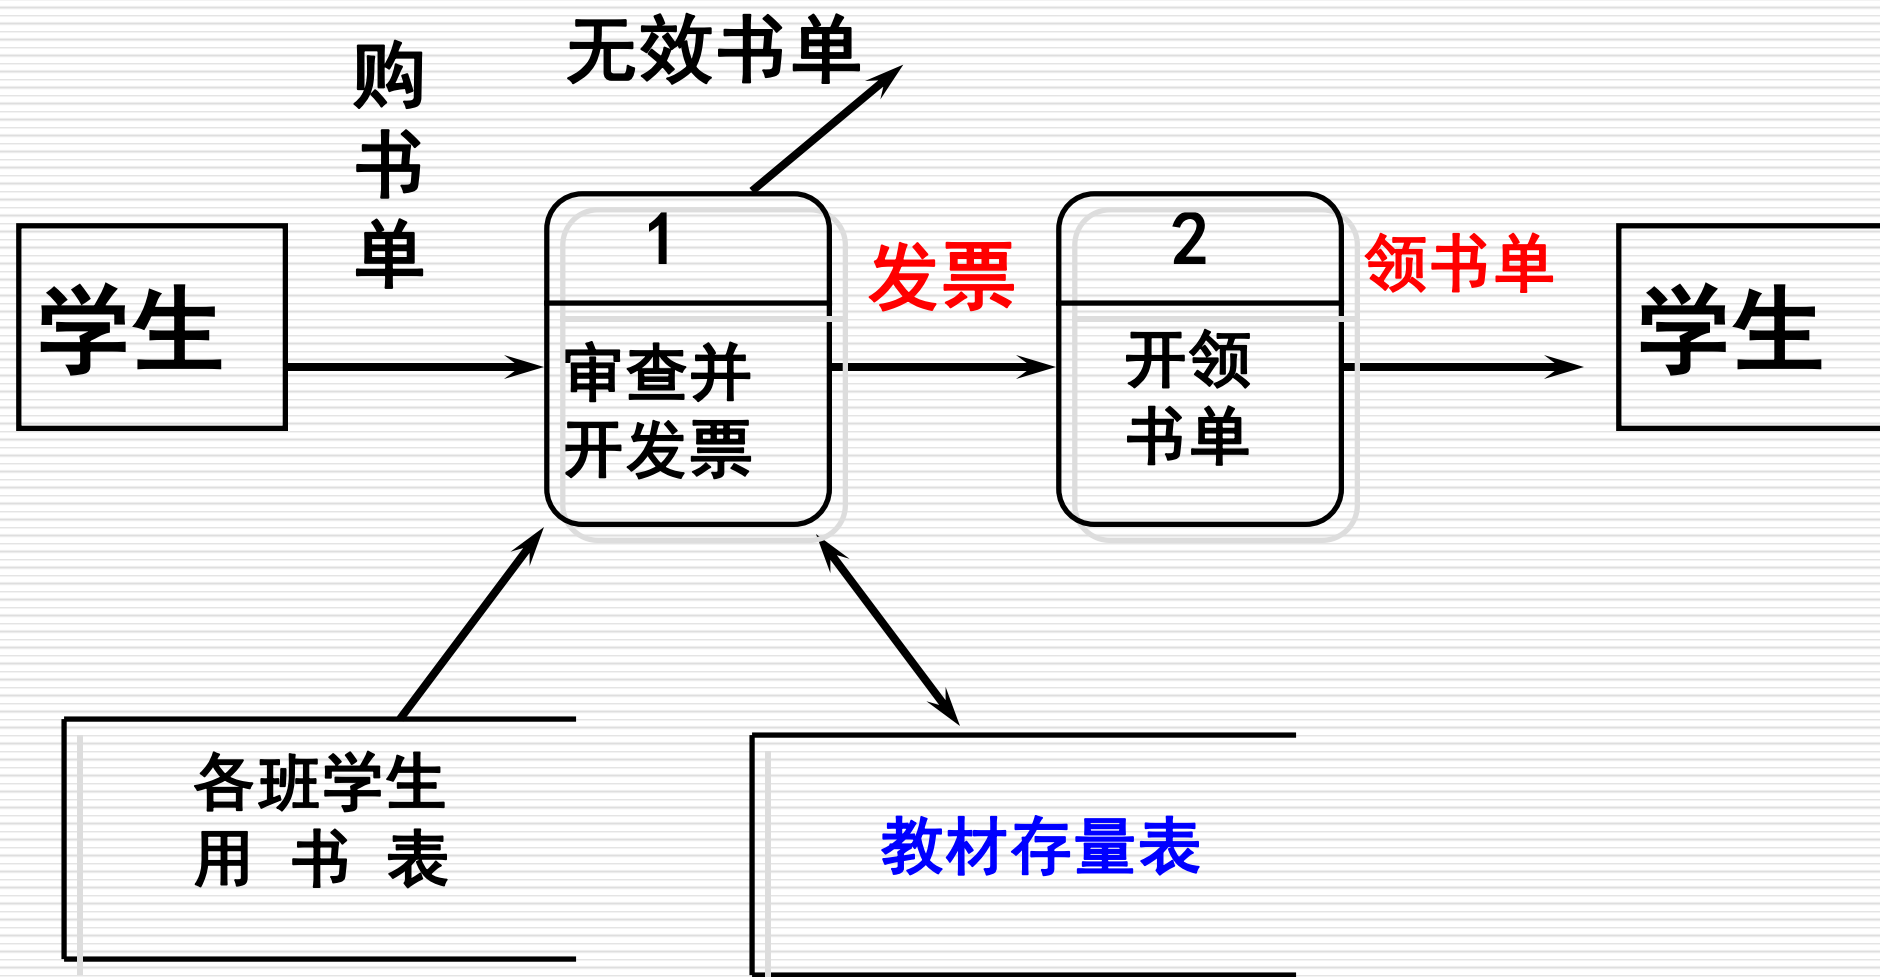 无效书单
购
书
单
1
2
学生
发票
领书单
学生
审查并
开发票
开领
书单
各班学生
用 书 表
教材存量表